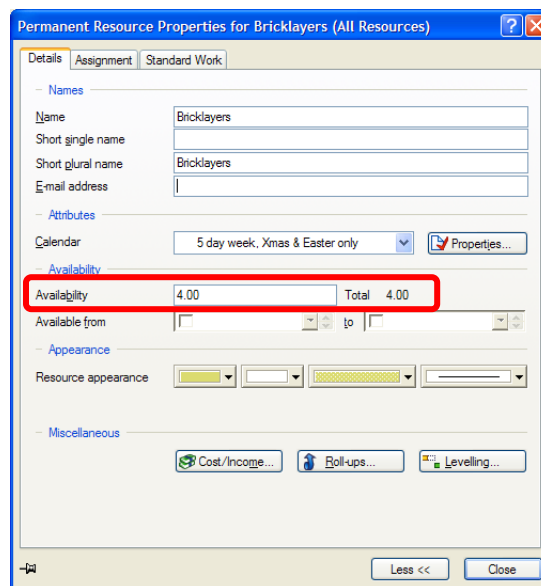 Permanent Resource Properties for Bricklayers (All Resources)
Details Assignment Standard Work
Names
Name Bricklayers
Short single name
Short plural name Bricklayers
E-mail address
Attributes
Calendar 5 day week, Xmas & Easter only Properties...
Availability
Availability 4.00 Total 4.00
Available from to
Appearance
Resource appearance
Miscellaneous
Cost/Income... Roll-ups... Levelling...
Less << Close